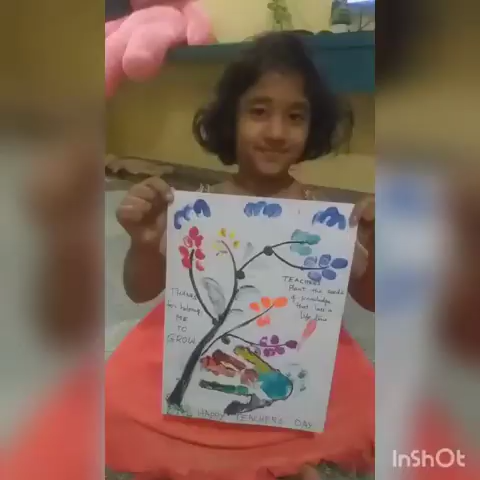 THANKS
for helping
ME
TO
GROW
TEACHERS
Plant the seeds
of knowledge
that last a
life time
HAPPY TEACHERS DAY
INSHOT